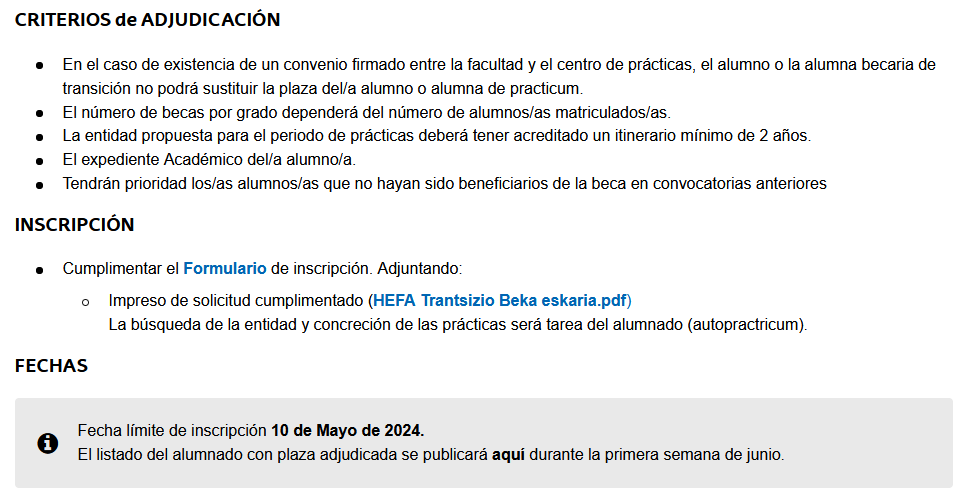 CRITERIOS de ADJUDICACIÓN
En el caso de existencia de un convenio firmado entre la facultad y el centro de prácticas, el alumno o la alumna becaria de
transición no podrá sustituir la plaza del/a alumno o alumna de practicum.
El número de becas por grado dependerá del número de alumnos/as matriculados/as.
La entidad propuesta para el periodo de prácticas deberá tener acreditado un itinerario mínimo de 2 años.
El expediente Académico del/a alumno/a.
Tendrán prioridad los/as alumnos/as que no hayan sido beneficiarios de la beca en convocatorias anteriores
INSCRIPCIÓN
Cumplimentar el Formulario de inscripción. Adjuntando:
Impreso de solicitud cumplimentado (HEFA Trantsizio Beka eskaria.pdf)
La búsqueda de la entidad y concreción de las prácticas será tarea del alumnado (autopractricum).
FECHAS
Fecha límite de inscripción 10 de Mayo de 2024.
El listado del alumnado con plaza adjudicada se publicará aquí durante la primera semana de junio.